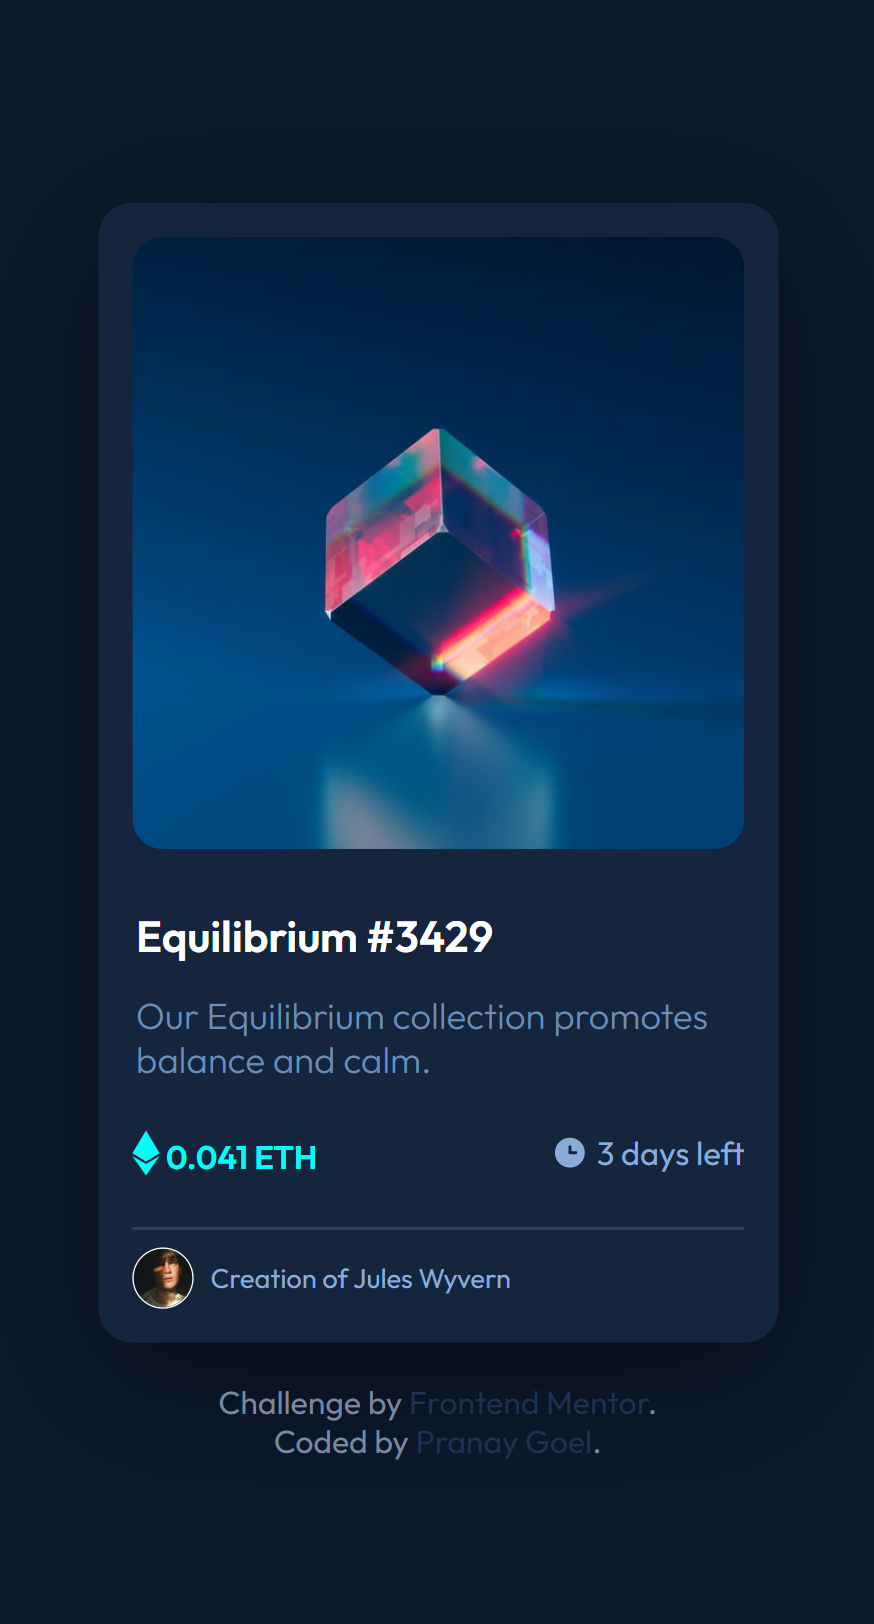 Equilibrium #3429
Our Equilibrium collection promotes
balance and calm.
0.041 ETH
3 days left
Creation of Jules Wyvern
Challenge by Frontend Mentor.
Coded by Pranay Goel.